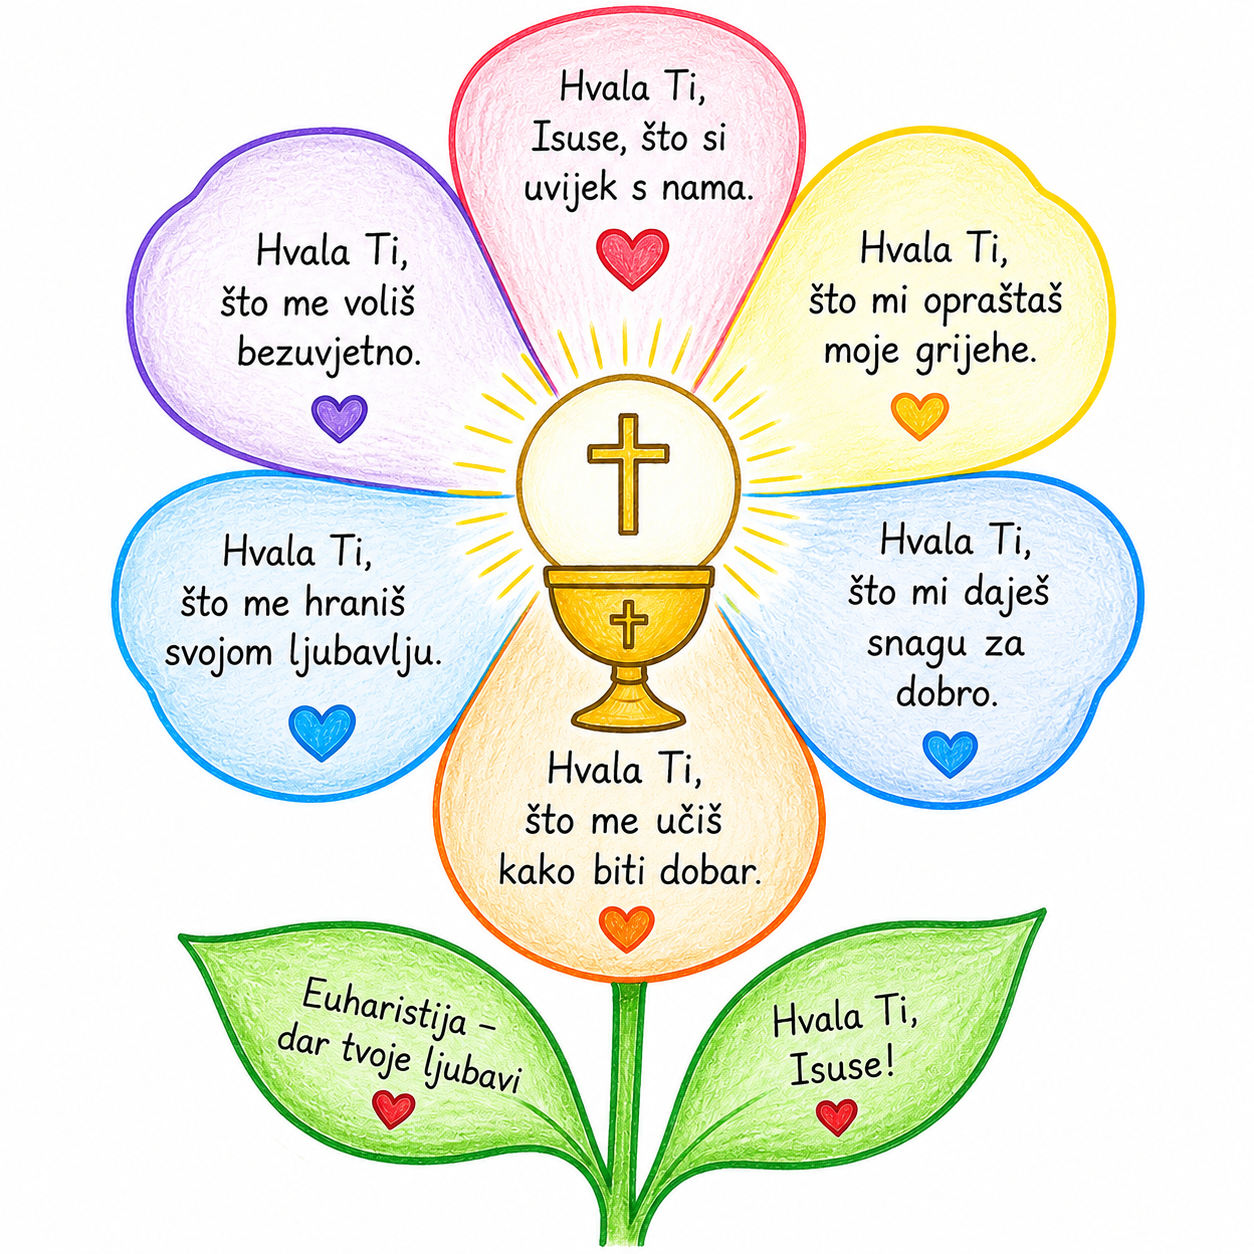 Hvala Ti,
Isuse, što si
uvijek s nama.
Hvala Ti,
što me voliš
bezuvjetno.
Hvala Ti,
što mi opraštaš
moje grijehe.
Hvala Ti,
što me hraniš
svojom ljubavlju.
Hvala Ti,
što mi daješ
snagu za
dobro.
Hvala Ti,
što me učiš
kako biti dobar.
Euharistija –
dar tvoje ljubavi
Hvala Ti,
Isuse!